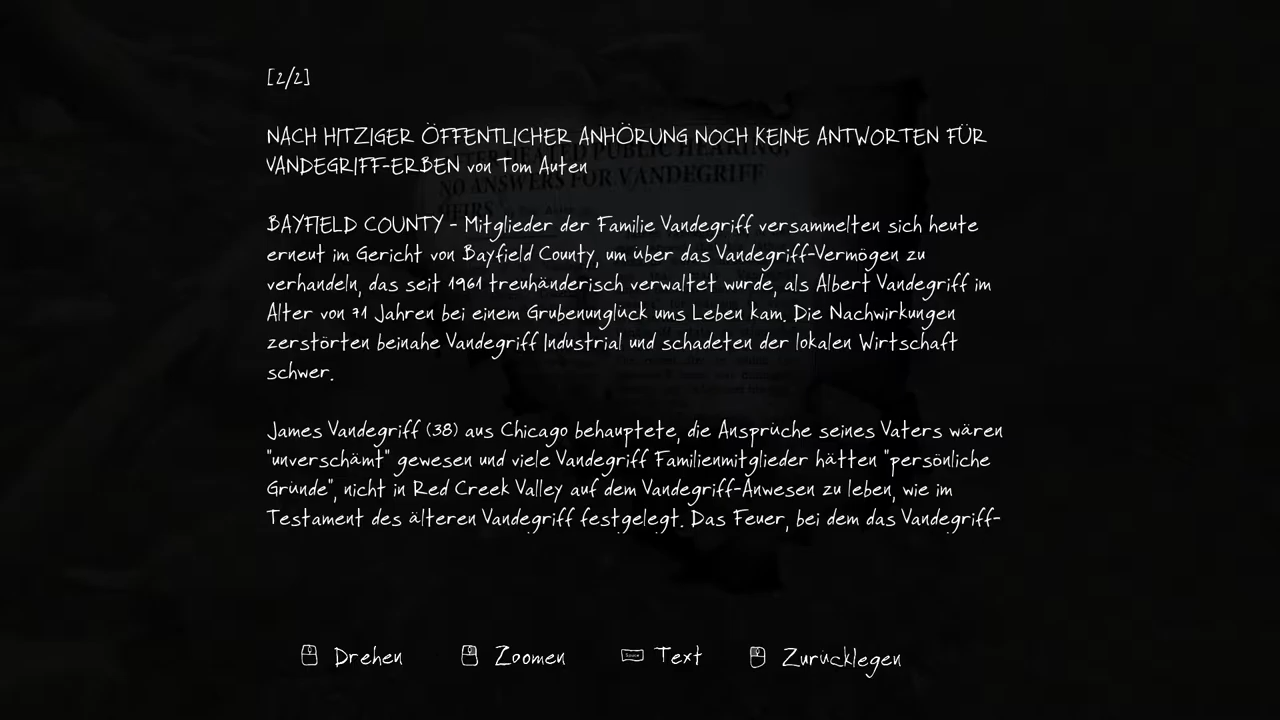 [2/2]
NACH HITZIGER ÖFFENTLICHER ANHÖRUNG NOCH KEINE ANTWORTEN FÜR
VANDEGRIFF-ERBEN von Tom Auten
BAYFIELD COUNTY - Mitglieder der Familie Vandegriff versammelten sich heute
erneut im Gericht von Bayfield County, um über das Vandegriff-Vermögen zu
verhandeln, das seit 1961 treuhänderisch verwaltet wurde, als Albert Vandegriff im
Alter von 71 Jahren bei einem Grubenunglück ums Leben kam. Die Nachwirkungen
zerstörten beinahe Vandegriff Industrial und schadeten der lokalen Wirtschaft
schwer.
James Vandegriff (38) aus Chicago behauptete, die Ansprüche seines Vaters wären
"unverschämt" gewesen und viele Vandegriff Familienmitglieder hätten "persönliche
Gründe", nicht in Red Creek Valley auf dem Vandegriff-Anwesen zu leben, wie im
Testament des älteren Vandegriff festgelegt. Das Feuer, bei dem das Vandegriff-
Drehen Zoomen Text Zurücklegen